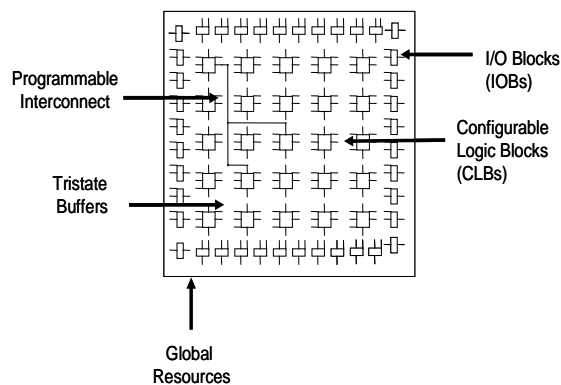 I/O Blocks
(IOBs)
Programmable
Interconnect
Configurable
Logic Blocks
(CLBs)
Tristate
Buffers
Global
Resources